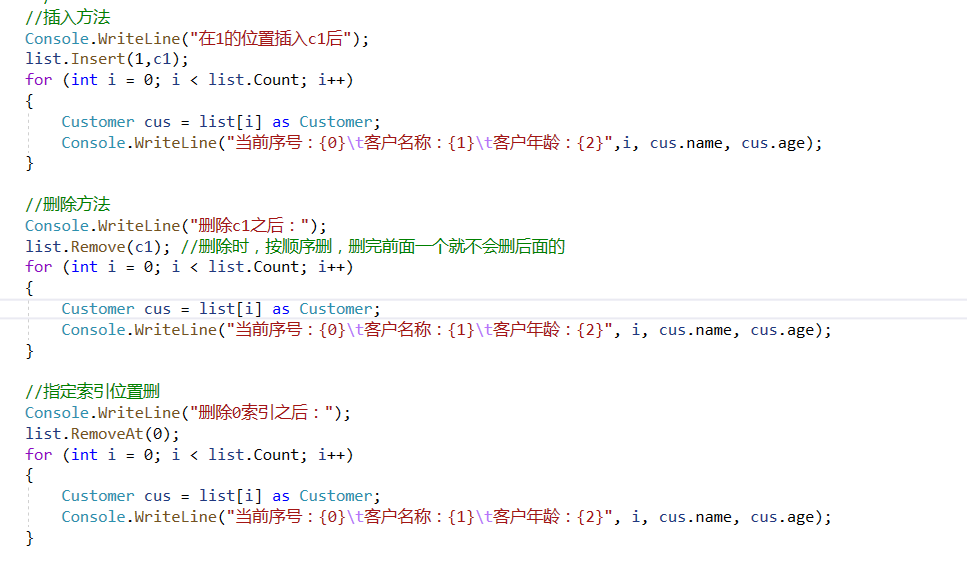 //插入方法
Console.WriteLine("在1的位置插入c1后");
list.Insert(1,c1);
for (int i = 0; i < list.Count; i++)
{
    Customer cus = list[i] as Customer;
    Console.WriteLine("当前序号：{0}\t客户名称：{1}\t客户年龄：{2}",i, cus.name, cus.age);
}
//删除方法
Console.WriteLine("删除c1之后：");
list.Remove(c1); //删除时，按顺序删，删完前面一个就不会删后面的
for (int i = 0; i < list.Count; i++)
{
    Customer cus = list[i] as Customer;
    Console.WriteLine("当前序号：{0}\t客户名称：{1}\t客户年龄：{2}", i, cus.name, cus.age);
}
//指定索引位置删
Console.WriteLine("删除0索引之后：");
list.RemoveAt(0);
for (int i = 0; i < list.Count; i++)
{
    Customer cus = list[i] as Customer;
    Console.WriteLine("当前序号：{0}\t客户名称：{1}\t客户年龄：{2}", i, cus.name, cus.age);
}